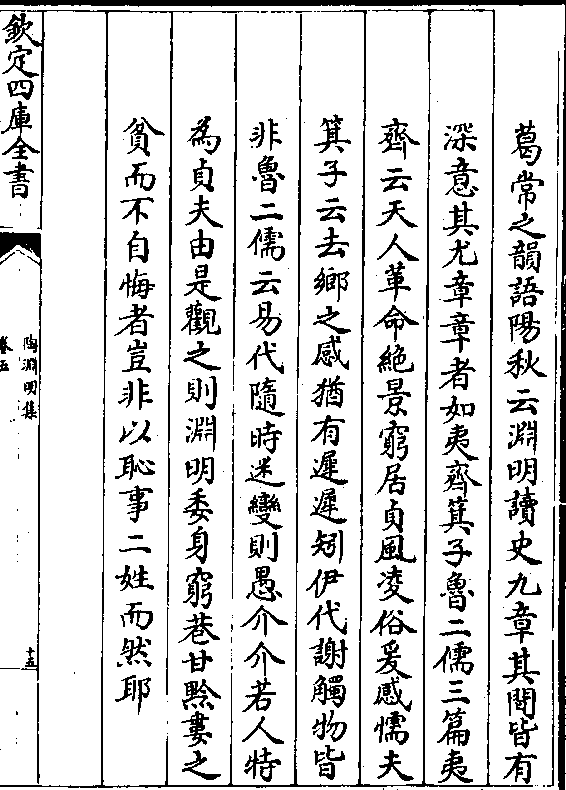 葛常之韻語陽秋云淵明讀史九章其間皆有
深意其尤章章者如夷齊箕子魯二儒三篇夷
齊云天人革命絶景窮居貞風凌俗爰感懦夫
箕子云去鄉之感猶有遲遲矧伊代謝觸物皆
非魯二儒云易代隨時迷變則愚介介若人特
為貞夫由是觀之則淵明委身窮巷甘黔婁之
貧而不自悔者豈非以恥事二姓而然耶
欽定四庫全書
陶淵明集
卷五
十五